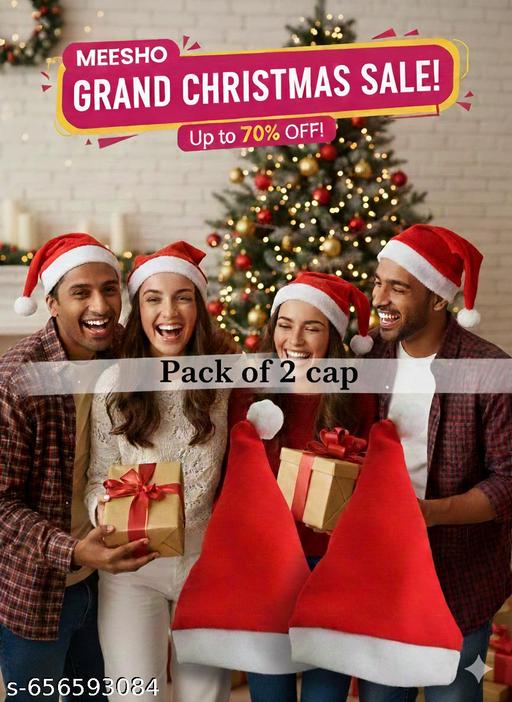 MEESHO
GRAND CHRISTMAS SALE!
Up to 70% OFF!
Pack of 2 cap
s-656593084